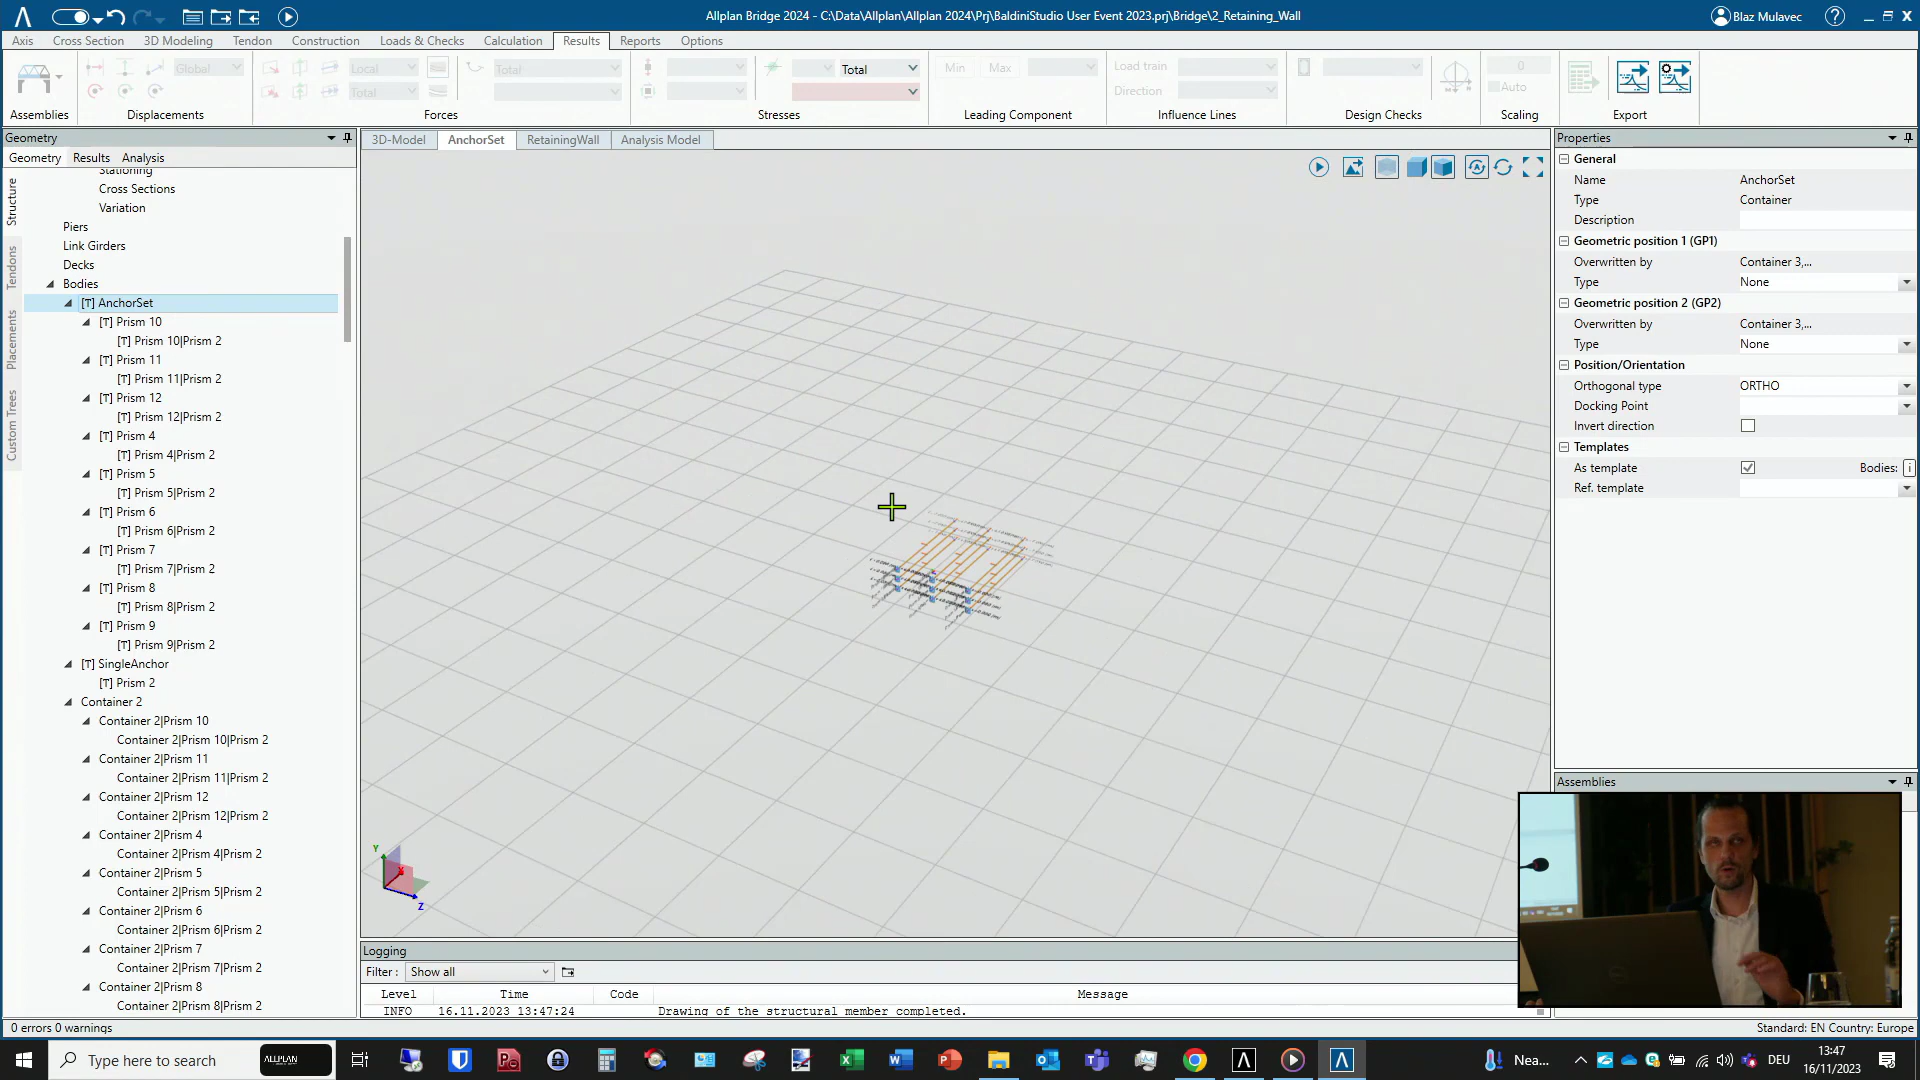 Allplan Bridge 2024 - C:\Data\Allplan\Allplan 2024\Prj\BaldiniStudio User Event 2023.prj\Bridge\2_Retaining_Wall
Blaz Mulavec
Axis Cross Section 3D Modeling Tendon Construction Loads & Checks Calculation Results Reports Options
Global Local Total Total Min Max Load train 0
Total Direction Auto
Assemblies Displacements Forces Stresses Leading Component Influence Lines Design Checks Scaling Export
Geometry
Geometry Results Analysis
Structure
Tendons
Placements
Custom Trees
Stationing
Cross Sections
Variation
Piers
Link Girders
Decks
Bodies
[T] AnchorSet
[T] Prism 10
[T] Prism 10|Prism 2
[T] Prism 11
[T] Prism 11|Prism 2
[T] Prism 12
[T] Prism 12|Prism 2
[T] Prism 4
[T] Prism 4|Prism 2
[T] Prism 5
[T] Prism 5|Prism 2
[T] Prism 6
[T] Prism 6|Prism 2
[T] Prism 7
[T] Prism 7|Prism 2
[T] Prism 8
[T] Prism 8|Prism 2
[T] Prism 9
[T] Prism 9|Prism 2
[T] SingleAnchor
[T] Prism 2
Container 2
Container 2|Prism 10
Container 2|Prism 10|Prism 2
Container 2|Prism 11
Container 2|Prism 11|Prism 2
Container 2|Prism 12
Container 2|Prism 12|Prism 2
Container 2|Prism 4
Container 2|Prism 4|Prism 2
Container 2|Prism 5
Container 2|Prism 5|Prism 2
Container 2|Prism 6
Container 2|Prism 6|Prism 2
Container 2|Prism 7
Container 2|Prism 7|Prism 2
Container 2|Prism 8
Container 2|Prism 8|Prism 2
3D-Model AnchorSet RetainingWall Analysis Model
Y
X
Z
Logging
Filter : Show all
Level Time Code Message
INFO 16.11.2023 13:47:24 Drawing of the structural member completed.
Properties
General
Name AnchorSet
Type Container
Description
Geometric position 1 (GP1)
Overwritten by Container 3,...
Type None
Geometric position 2 (GP2)
Overwritten by Container 3,...
Type None
Position/Orientation
Orthogonal type ORTHO
Docking Point
Invert direction
Templates
As template Bodies: i
Ref. template
Assemblies
0 errors 0 warnings
Standard: EN Country: Europe
Type here to search
ALLPLAN
Nea...
DEU
13:47
16/11/2023